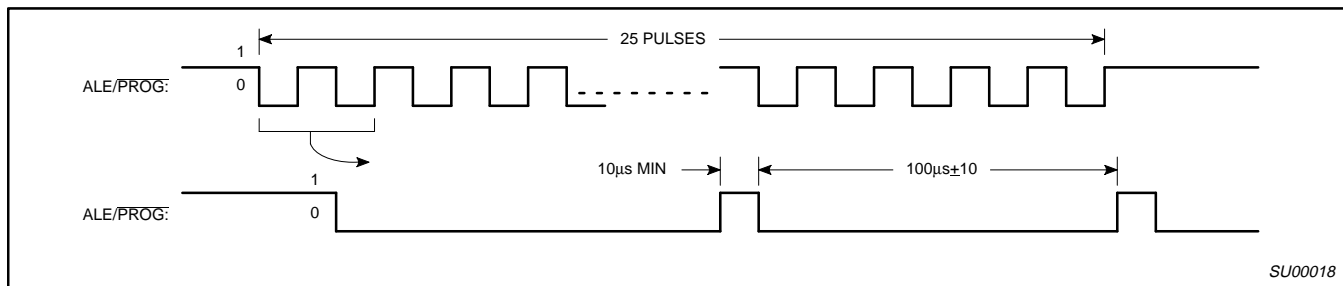 25 PULSES
1
ALE/PROG: 0
10µs MIN 100µs±10
1
ALE/PROG: 0
SU00018